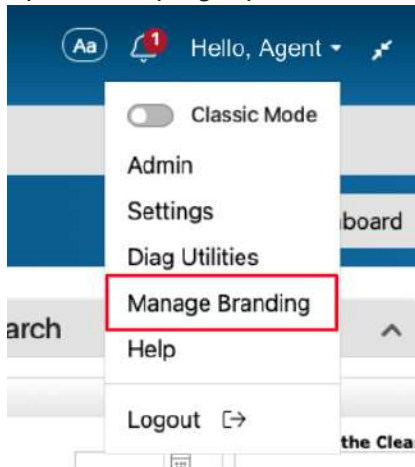 Aa 1 Hello, Agent
Classic Mode
Admin
Settings
board
Diag Utilities
Manage Branding
arch
Help
Logout
the Clea